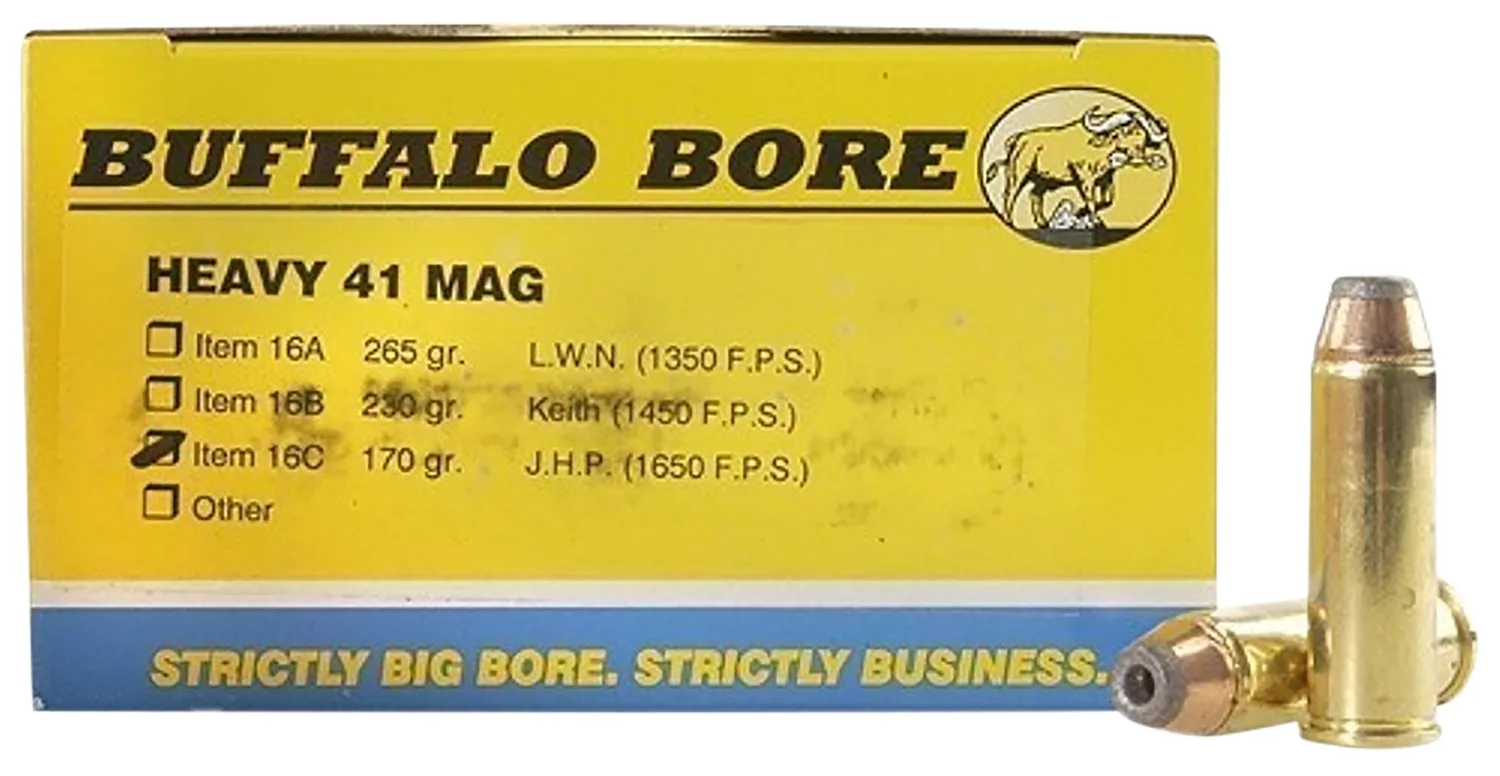 BUFFALO BORE
HEAVY 41 MAG
Item 16A 265 gr. L.W.N. (1350 F.P.S.)
Item 16B 230 gr. Keith (1450 F.P.S.)
Item 16C 170 gr. J.H.P. (1650 F.P.S.)
Other
STRICTLY BIG BORE. STRICTLY BUSINESS.